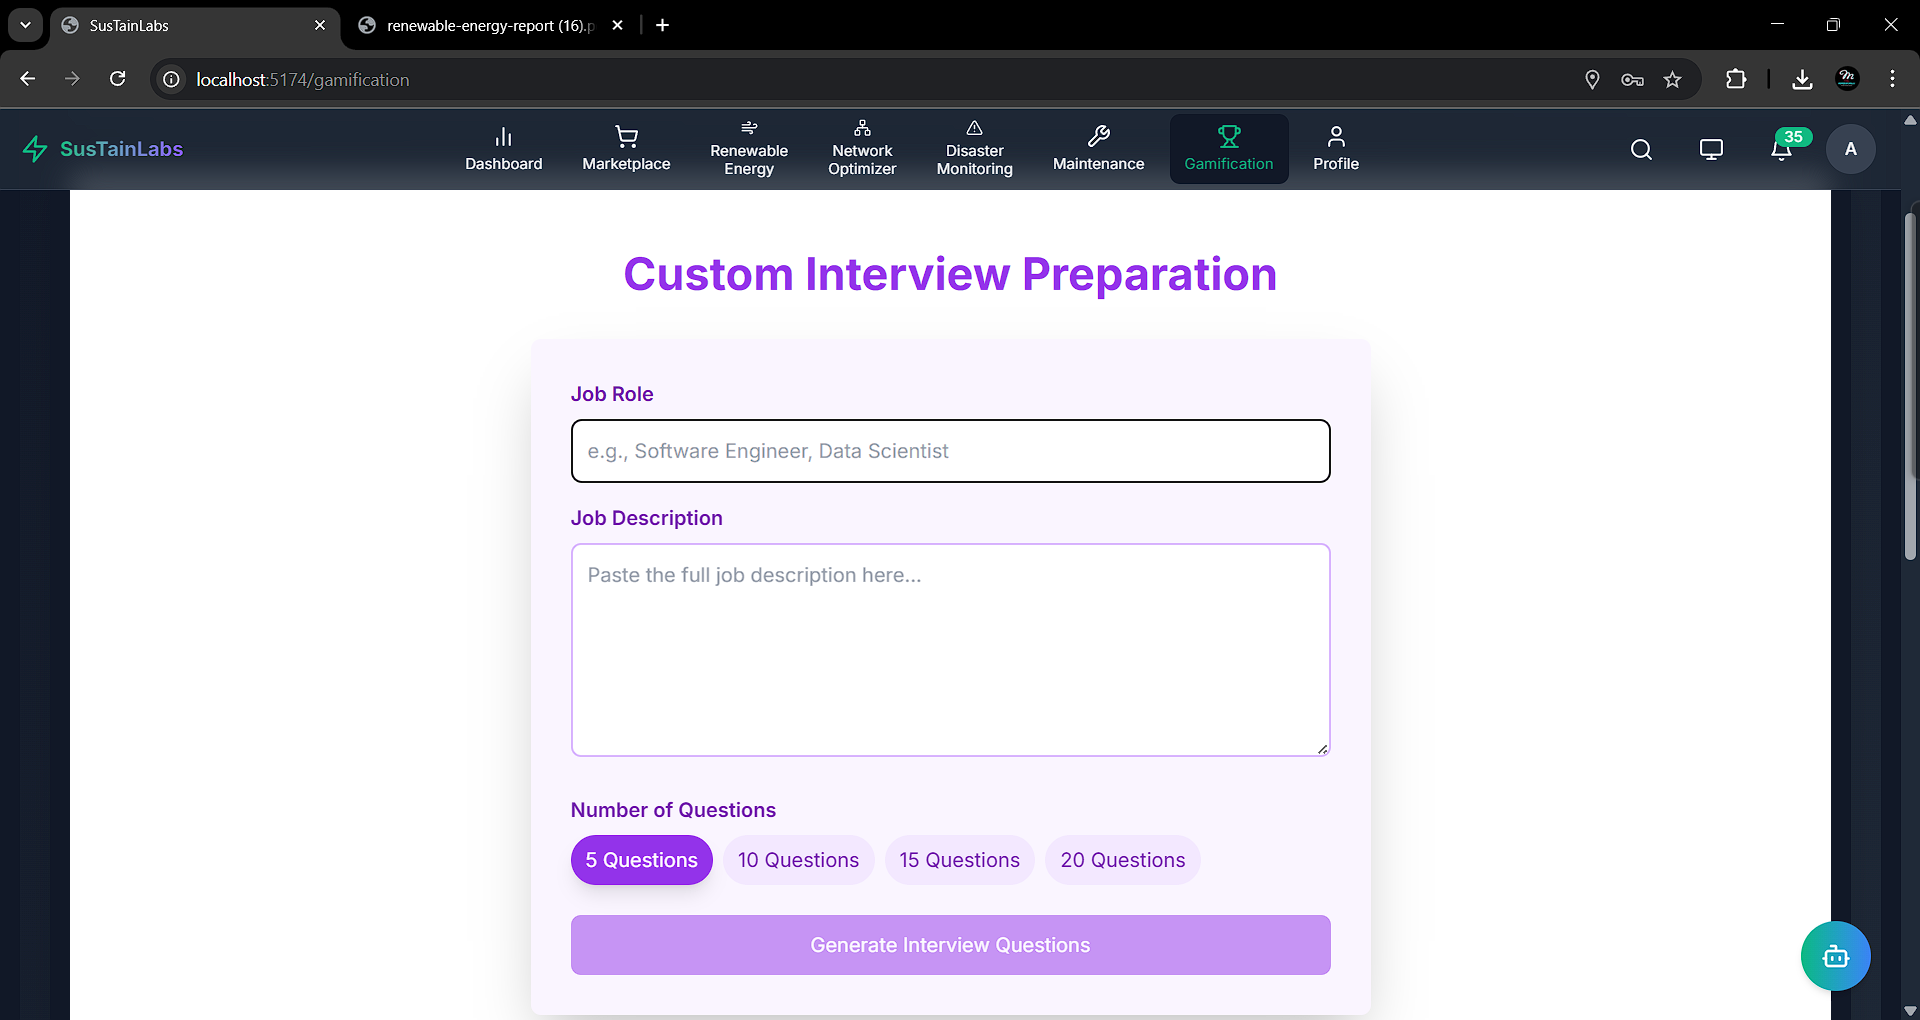 SusTainLabs
renewable-energy-report (16).p
localhost:5174/gamification
SusTainLabs
Dashboard
Marketplace
Renewable
Energy
Network
Optimizer
Disaster
Monitoring
Maintenance
Gamification
Profile
35
A
Custom Interview Preparation
Job Role
e.g., Software Engineer, Data Scientist
Job Description
Paste the full job description here...
Number of Questions
5 Questions
10 Questions
15 Questions
20 Questions
Generate Interview Questions